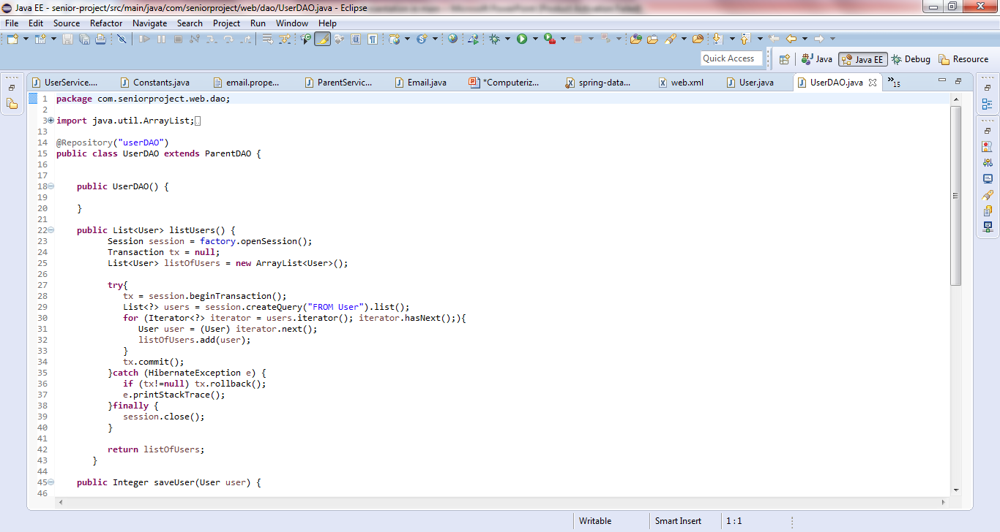 Java EE - senior-project/src/main/java/com/seniorproject/web/dao/UserDAO.java - Eclipse
File Edit Source Refactor Navigate Search Project Run Window Help
Quick Access
Java Java EE Debug Resource
UserService.... Constants.java email.prope... ParentServic... Email.java *Computeriz... spring-data... web.xml User.java UserDAO.java »15
1 package com.seniorproject.web.dao;
2
3 import java.util.ArrayList;
13
14 @Repository("userDAO")
15 public class UserDAO extends ParentDAO {
16
17
18 public UserDAO() {
19
20 }
21
22 public List<User> listUsers() {
23 Session session = factory.openSession();
24 Transaction tx = null;
25 List<User> listOfUsers = new ArrayList<User>();
26
27 try{
28 tx = session.beginTransaction();
29 List<?> users = session.createQuery("FROM User").list();
30 for (Iterator<?> iterator = users.iterator(); iterator.hasNext();){
31 User user = (User) iterator.next();
32 listOfUsers.add(user);
33 }
34 tx.commit();
35 }catch (HibernateException e) {
36 if (tx!=null) tx.rollback();
37 e.printStackTrace();
38 }finally {
39 session.close();
40 }
41
42 return listOfUsers;
43 }
44
45 public Integer saveUser(User user) {
46
Writable Smart Insert 1 : 1